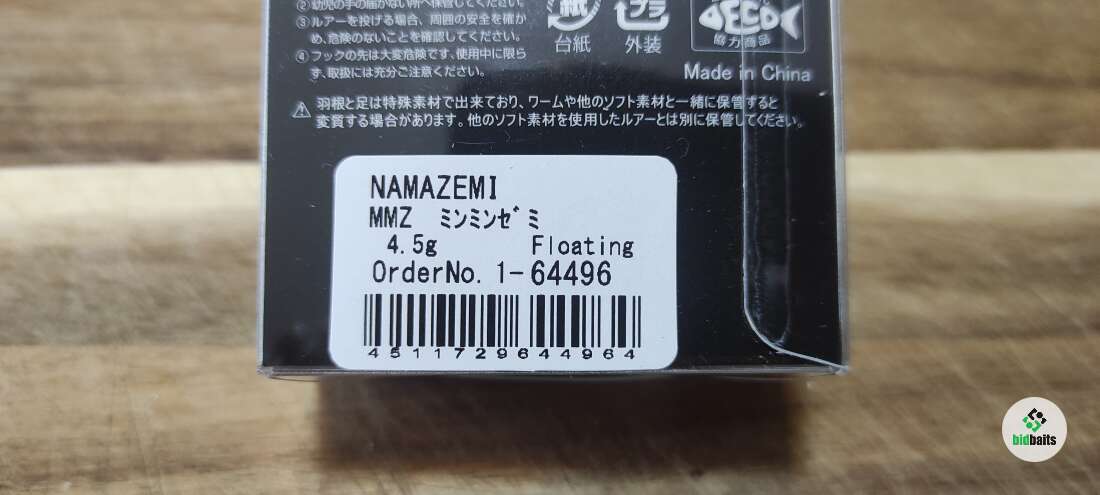 ②幼児の手の届かない所へ保管してください。
③ルアーを投げる場合、周囲の安全を確か
め、危険のないことを確認してください。
④フックの先は大変危険です、使用中に限ら
ず、取扱には充分ご注意ください。
紙
台紙
プラ
外装
DECO
協力商品
Made in China
羽根と足は特殊素材で出来ており、ワームや他のソフト素材と一緒に保管すると
変質する場合があります。他のソフト素材を使用したルアーとは別に保管してください。
NAMAZEMI
MMZ ﾐﾝﾐﾝｾﾞﾐ
4.5g Floating
OrderNo. 1-64496
4511729644964
bidbaits